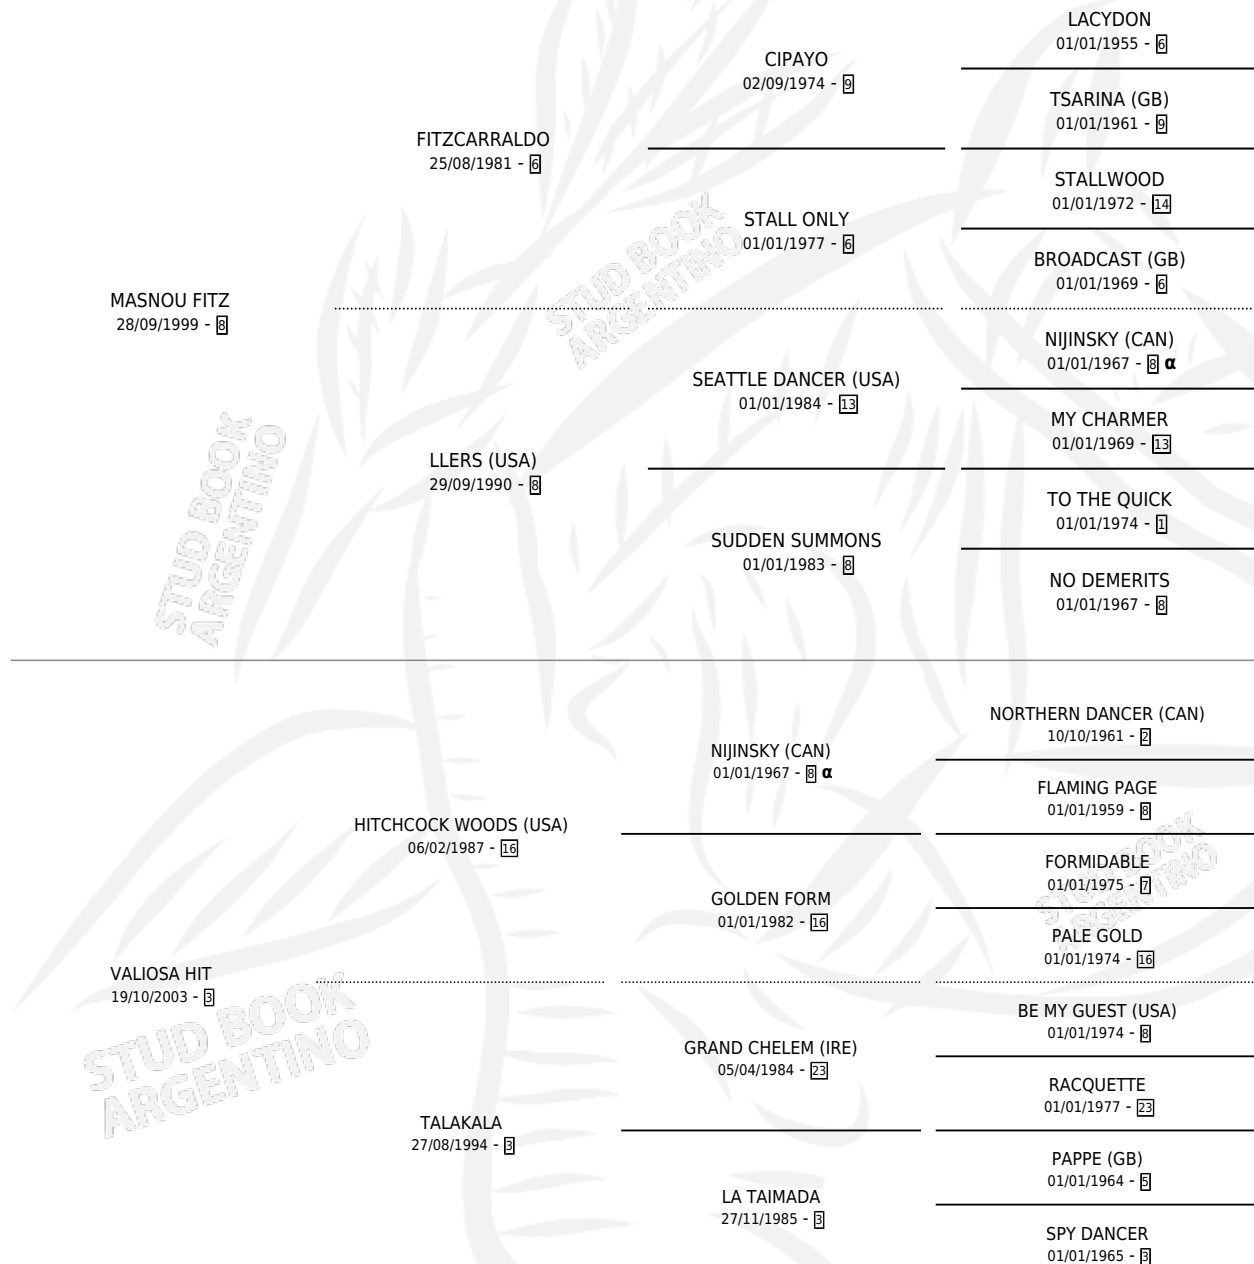 LACYDON
01/01/1955 - 6
CIPAYO
02/09/1974 - 9
TSARINA (GB)
01/01/1961 - 9
FITZCARRALDO
25/08/1981 - 6
STALLWOOD
01/01/1972 - 14
STALL ONLY
01/01/1977 - 6
BROADCAST (GB)
01/01/1969 - 6
MASNOU FITZ
28/09/1999 - 8
NIJINSKY (CAN)
01/01/1967 - 8 α
SEATTLE DANCER (USA)
01/01/1984 - 13
MY CHARMER
01/01/1969 - 13
LLERS (USA)
29/09/1990 - 8
TO THE QUICK
01/01/1974 - 1
SUDDEN SUMMONS
01/01/1983 - 8
NO DEMERITS
01/01/1967 - 8
NORTHERN DANCER (CAN)
10/10/1961 - 2
NIJINSKY (CAN)
01/01/1967 - 8 α
FLAMING PAGE
01/01/1959 - 8
HITCHCOCK WOODS (USA)
06/02/1987 - 16
FORMIDABLE
01/01/1975 - 7
GOLDEN FORM
01/01/1982 - 16
PALE GOLD
01/01/1974 - 16
VALIOSA HIT
19/10/2003 - 3
BE MY GUEST (USA)
01/01/1974 - 8
GRAND CHELEM (IRE)
05/04/1984 - 23
RACQUETTE
01/01/1977 - 23
TALAKALA
27/08/1994 - 3
PAPPE (GB)
01/01/1964 - 5
LA TAIMADA
27/11/1985 - 3
SPY DANCER
01/01/1965 - 3
STUD BOOK
ARGENTINO
STUD BOOK
ARGENTINO
STUD BOOK
ARGENTINO
STUD BOOK
ARGENTINO